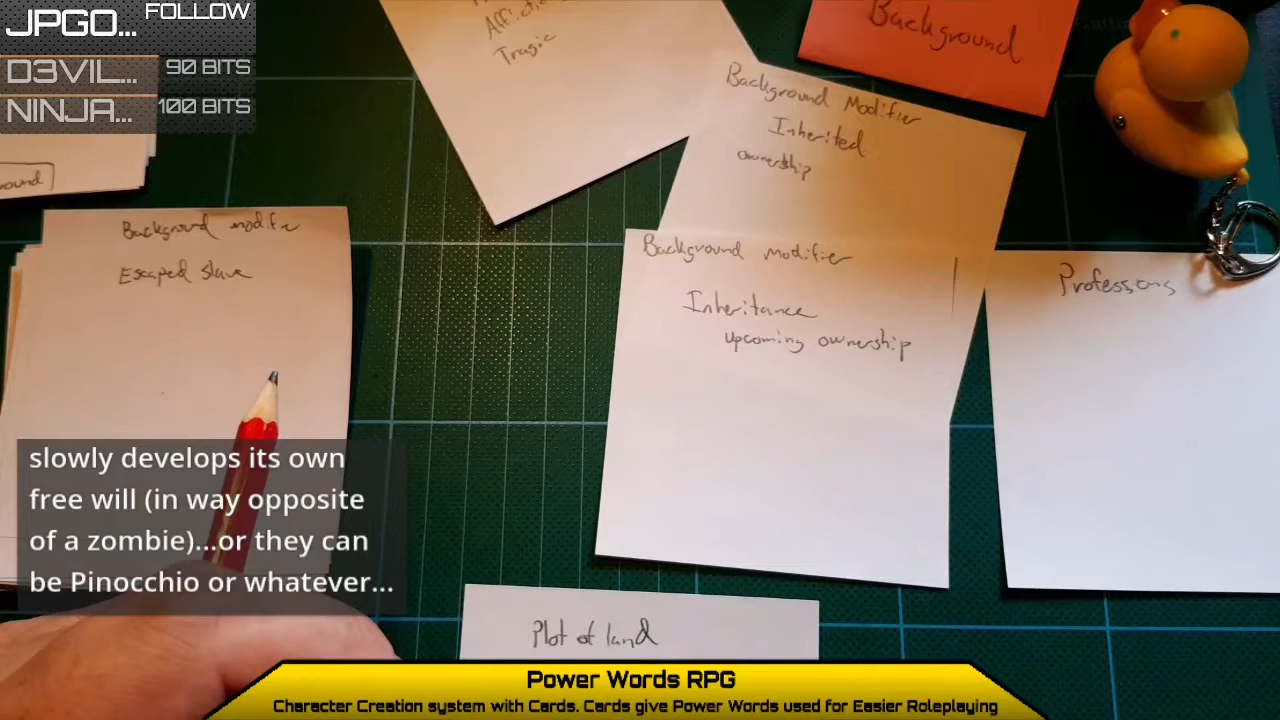 JPGO...
FOLLOW
D3VIL...
90 BITS
NINJA...
100 BITS
Tragic
Background
Background Modifier
Inherited
ownership
Background modifier
Escaped slave
Background modifier
Inheritance
upcoming ownership
Professons
slowly develops its own
free will (in way opposite
of a zombie)...or they can
be Pinocchio or whatever...
Plot of land
Power Words RPG
Character Creation system with Cards. Cards give Power Words used for Easier Roleplaying